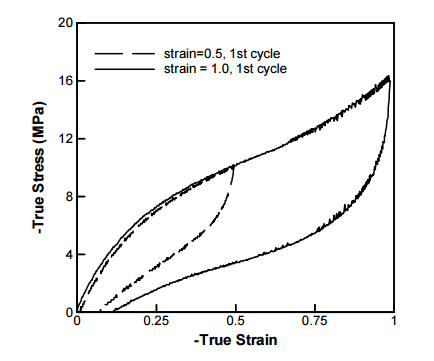 20
strain=0.5, 1st cycle
strain = 1.0, 1st cycle
16
12
8
4
0
-True Stress (MPa)
0 0.25 0.5 0.75 1
-True Strain